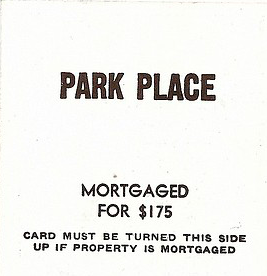 PARK PLACE
MORTGAGED
FOR $175
CARD MUST BE TURNED THIS SIDE
UP IF PROPERTY IS MORTGAGED